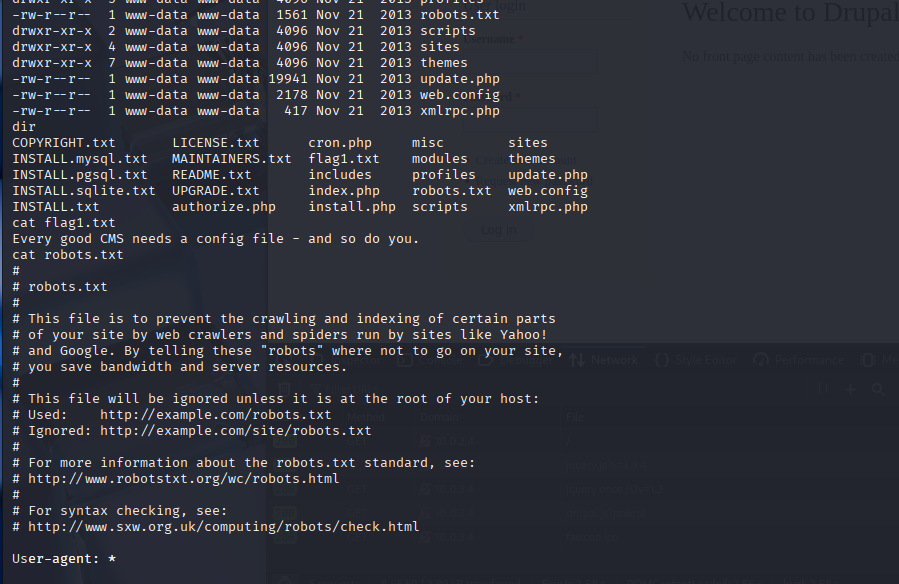 drwxr-xr-x  3 www-data www-data  4096 Nov 21  2013 profiles
-rw-r--r--  1 www-data www-data  1561 Nov 21  2013 robots.txt
drwxr-xr-x  2 www-data www-data  4096 Nov 21  2013 scripts
drwxr-xr-x  4 www-data www-data  4096 Nov 21  2013 sites
drwxr-xr-x  7 www-data www-data  4096 Nov 21  2013 themes
-rw-r--r--  1 www-data www-data 19941 Nov 21  2013 update.php
-rw-r--r--  1 www-data www-data  2178 Nov 21  2013 web.config
-rw-r--r--  1 www-data www-data   417 Nov 21  2013 xmlrpc.php
dir
COPYRIGHT.txt       LICENSE.txt      cron.php     misc        sites
INSTALL.mysql.txt   MAINTAINERS.txt  flag1.txt    modules     themes
INSTALL.pgsql.txt   README.txt       includes     profiles    update.php
INSTALL.sqlite.txt  UPGRADE.txt      index.php    robots.txt  web.config
INSTALL.txt         authorize.php    install.php  scripts     xmlrpc.php
cat flag1.txt
Every good CMS needs a config file - and so do you.
cat robots.txt
#
# robots.txt
#
# This file is to prevent the crawling and indexing of certain parts
# of your site by web crawlers and spiders run by sites like Yahoo!
# and Google. By telling these "robots" where not to go on your site,
# you save bandwidth and server resources.
#
# This file will be ignored unless it is at the root of your host:
# Used:    http://example.com/robots.txt
# Ignored: http://example.com/site/robots.txt
#
# For more information about the robots.txt standard, see:
# http://www.robotstxt.org/wc/robots.html
#
# For syntax checking, see:
# http://www.sxw.org.uk/computing/robots/check.html
User-agent: *
login
Welcome to Drupal
No front page content has been created
Log in
Network
Style Editor
Performance